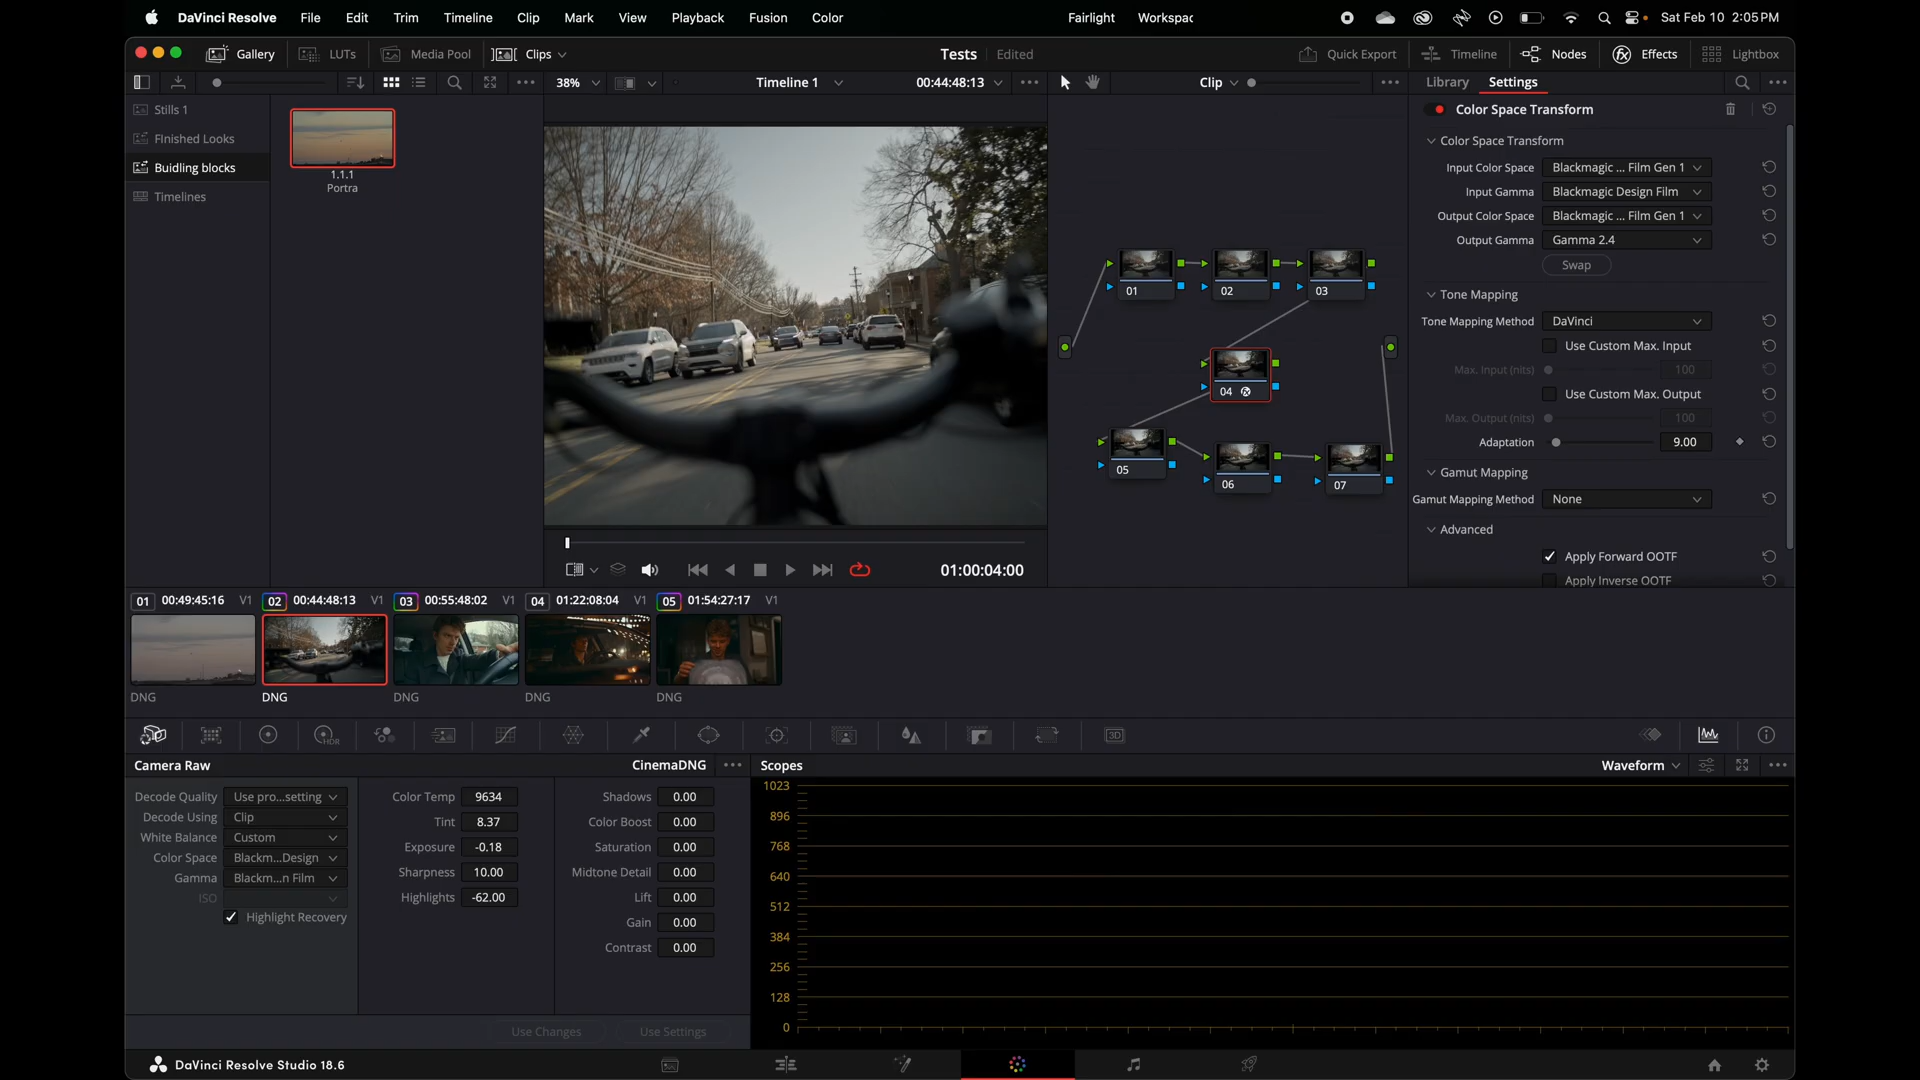 DaVinci Resolve File Edit Trim Timeline Clip Mark View Playback Fusion Color Fairlight Workspac Sat Feb 10 2:05 PM
Gallery LUTs Media Pool Clips Tests Edited Quick Export Timeline Nodes Effects Lightbox
38% Timeline 1 00:44:48:13 Clip Library Settings
Stills 1
FInished Looks
Buidling blocks
Timelines
1.1.1
Portra
01:00:04:00
01
02
03
04
05
06
07
Color Space Transform
Color Space Transform
Input Color Space Blackmagic ... Film Gen 1
Input Gamma Blackmagic Design Film
Output Color Space Blackmagic ... Film Gen 1
Output Gamma Gamma 2.4
Swap
Tone Mapping
Tone Mapping Method DaVinci
Use Custom Max. Input
Max. Input (nits) 100
Use Custom Max. Output
Max. Output (nits) 100
Adaptation 9.00
Gamut Mapping
Gamut Mapping Method None
Advanced
Apply Forward OOTF
Apply Inverse OOTF
01 00:49:45:16 V1 02 00:44:48:13 V1 03 00:55:48:02 V1 04 01:22:08:04 V1 05 01:54:27:17 V1
DNG DNG DNG DNG DNG
HDR 3D
Camera Raw CinemaDNG
Decode Quality Use pro...setting
Decode Using Clip
White Balance Custom
Color Space Blackm...Design
Gamma Blackm...n Film
ISO
Highlight Recovery
Color Temp 9634
Tint 8.37
Exposure -0.18
Sharpness 10.00
Highlights -62.00
Shadows 0.00
Color Boost 0.00
Saturation 0.00
Midtone Detail 0.00
Lift 0.00
Gain 0.00
Contrast 0.00
Use Changes Use Settings
Scopes Waveform
1023
896
768
640
512
384
256
128
0
DaVinci Resolve Studio 18.6